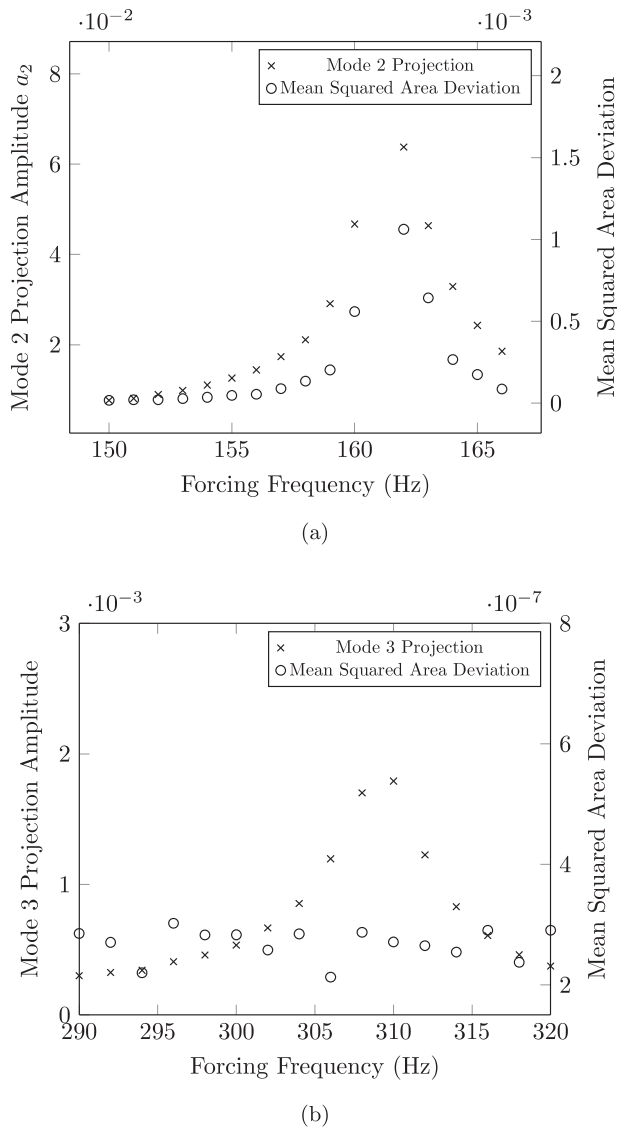 ·10⁻² ·10⁻³
Mode 2 Projection Amplitude a₂
8
6
4
2
× Mode 2 Projection
○ Mean Squared Area Deviation
2
1.5
1
0.5
0
Mean Squared Area Deviation
150 155 160 165
Forcing Frequency (Hz)
(a)
·10⁻³ ·10⁻⁷
Mode 3 Projection Amplitude
3
2
1
0
× Mode 3 Projection
○ Mean Squared Area Deviation
8
6
4
2
Mean Squared Area Deviation
290 295 300 305 310 315 320
Forcing Frequency (Hz)
(b)